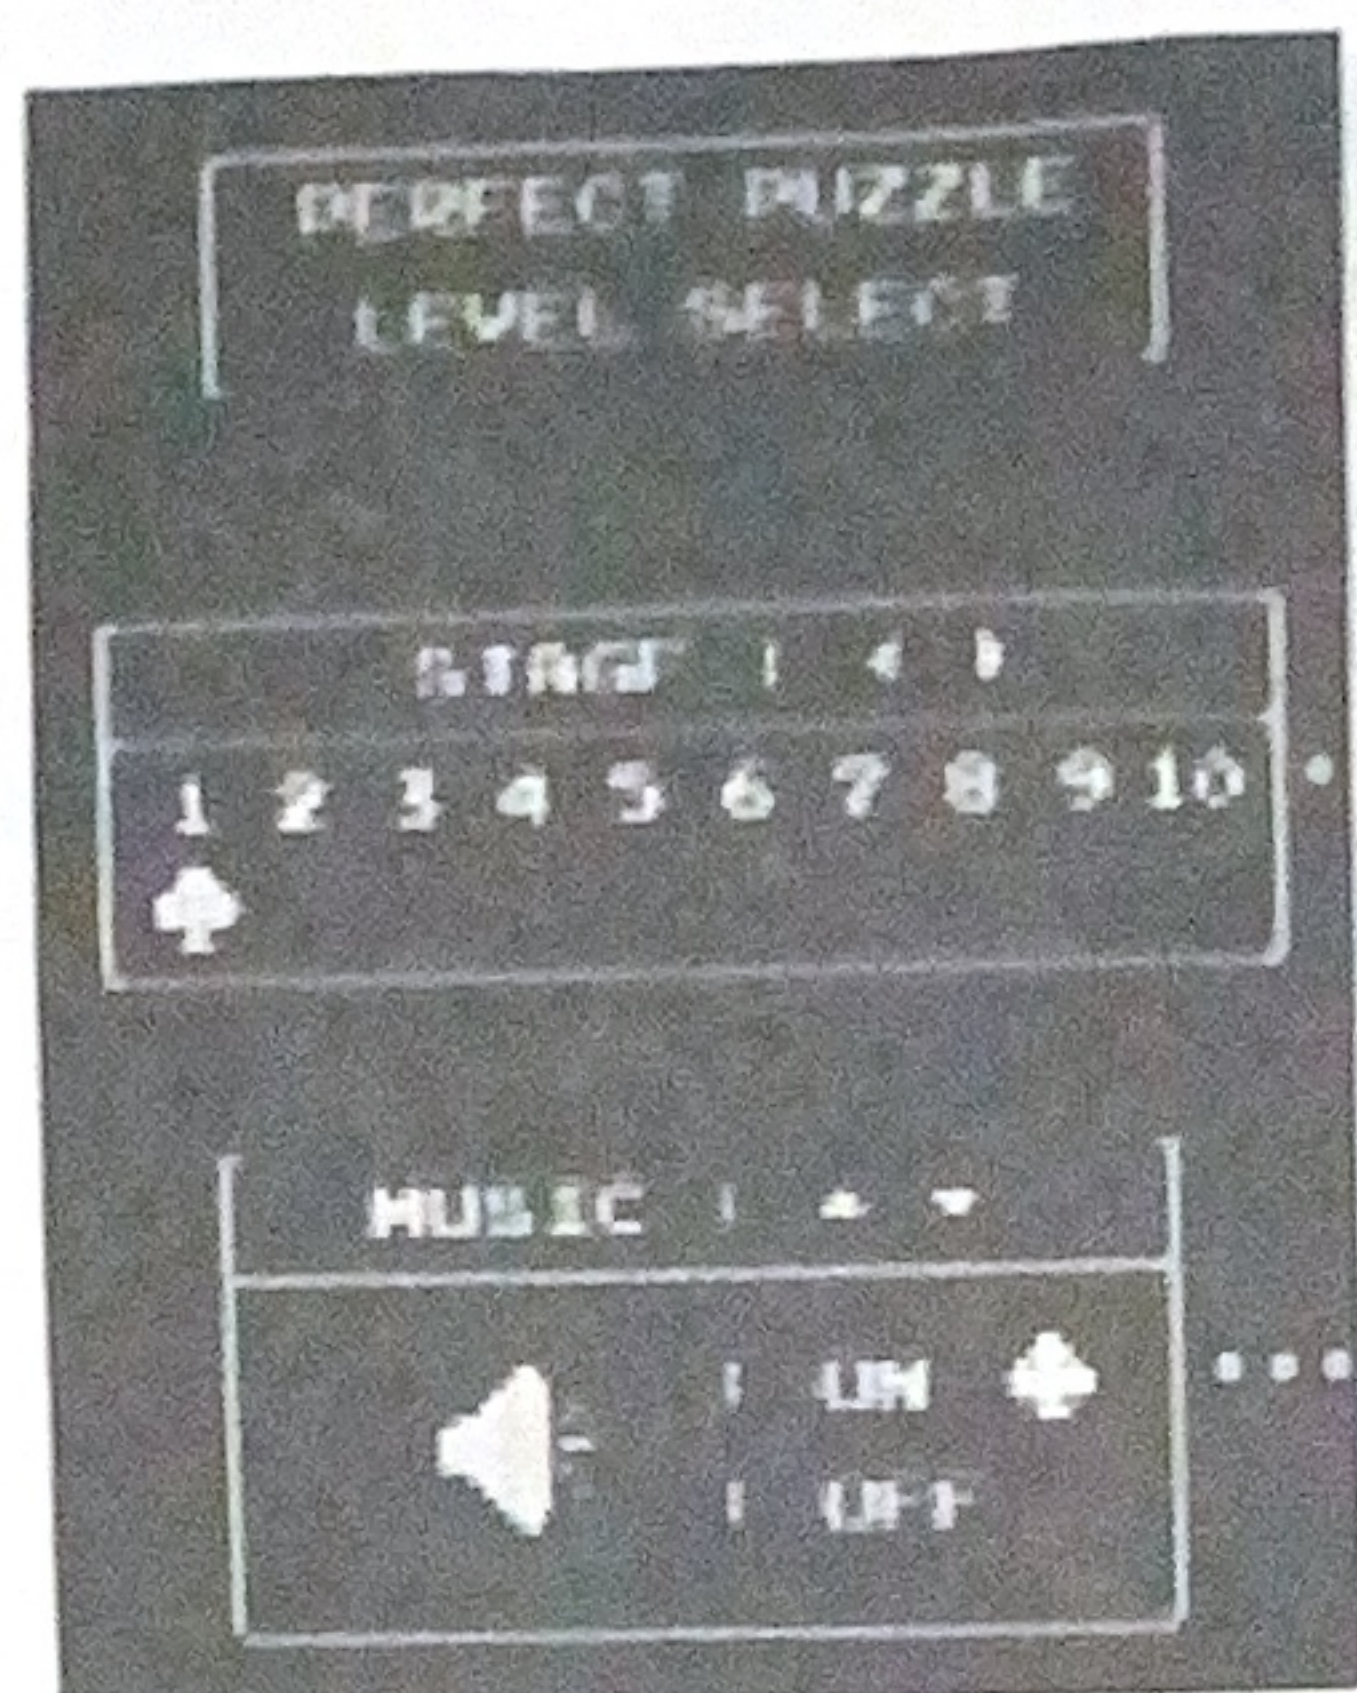 PERFECT PUZZLE
LEVEL SELECT
STAGE : ◀ ▶
1 2 3 4 5 6 7 8 9 10
MUSIC : ▲ ▼
: ON
: OFF